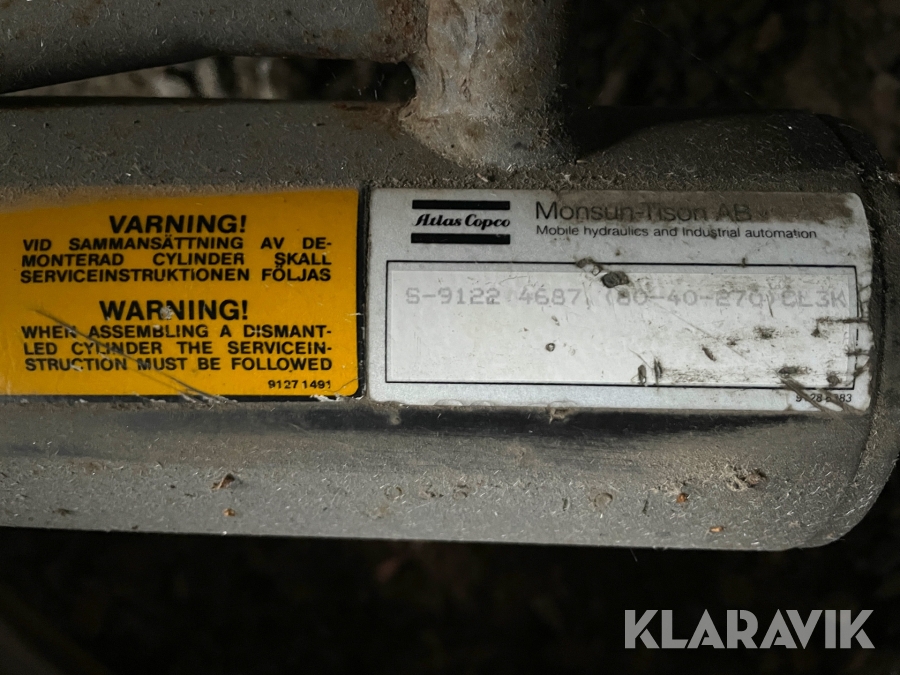 VARNING!
VID SAMMANSÄTTNING AV DE-
MONTERAD CYLINDER SKALL
SERVICEINSTRUKTIONEN FÖLJAS
WARNING!
WHEN ASSEMBLING A DISMANT-
LED CYLINDER THE SERVICEIN-
STRUCTION MUST BE FOLLOWED
9127 1491
Atlas Copco
Monsun-Tison AB
Mobile hydraulics and Industrial automation
S-9122 4687 (80-40-270)
KLARAVIK